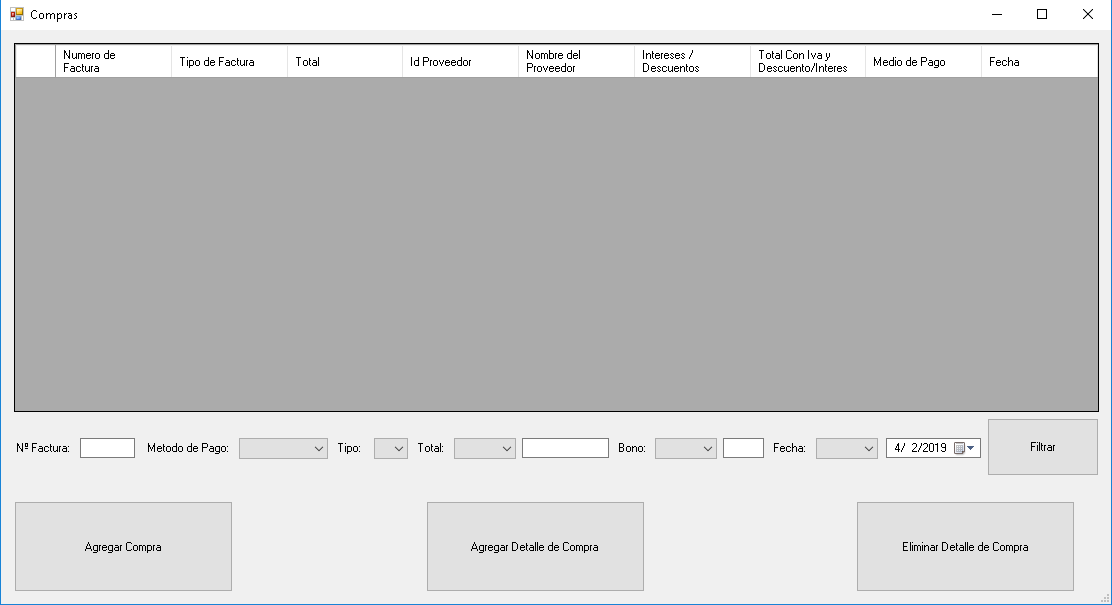 Compras
Numero de Factura
Tipo de Factura
Total
Id Proveedor
Nombre del Proveedor
Intereses / Descuentos
Total Con Iva y Descuento/Interes
Medio de Pago
Fecha
Nº Factura:
Metodo de Pago:
Tipo:
Total:
Bono:
Fecha:
4/ 2/2019
Filtrar
Agregar Compra
Agregar Detalle de Compra
Eliminar Detalle de Compra